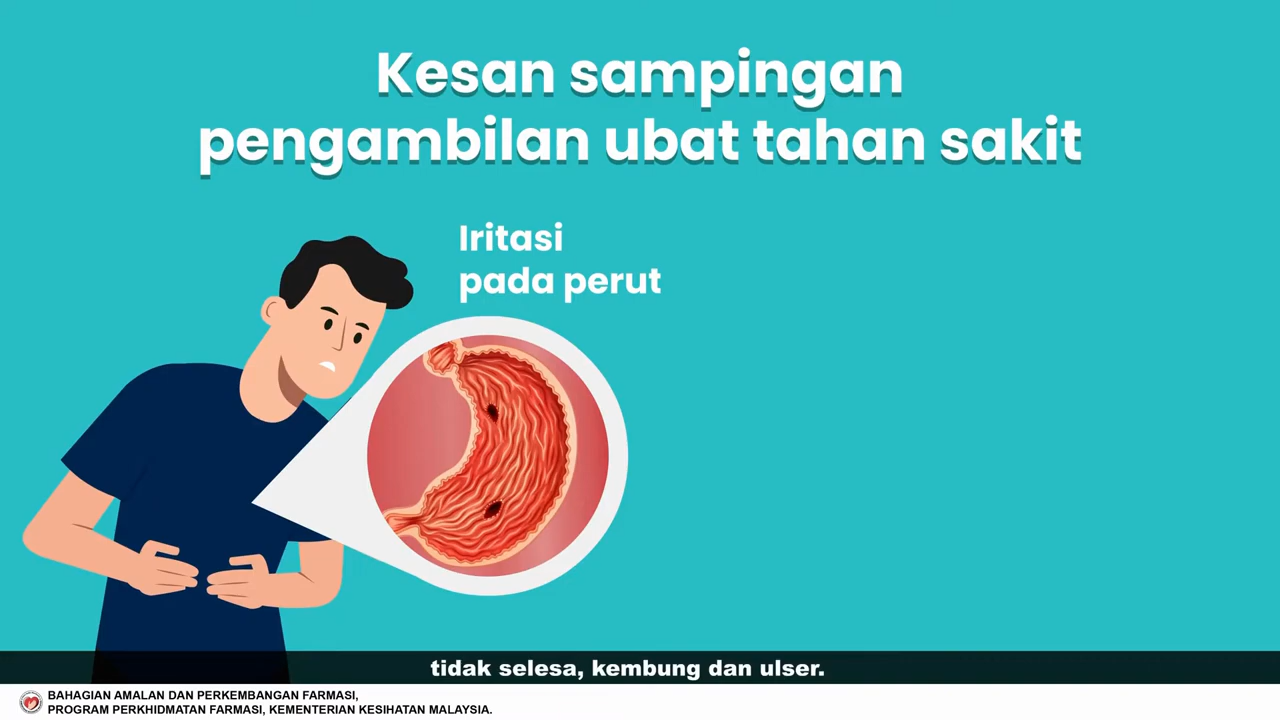 Kesan sampingan
pengambilan ubat tahan sakit
Iritasi
pada perut
tidak selesa, kembung dan ulser.
BAHAGIAN AMALAN DAN PERKEMBANGAN FARMASI,
PROGRAM PERKHIDMATAN FARMASI, KEMENTERIAN KESIHATAN MALAYSIA.